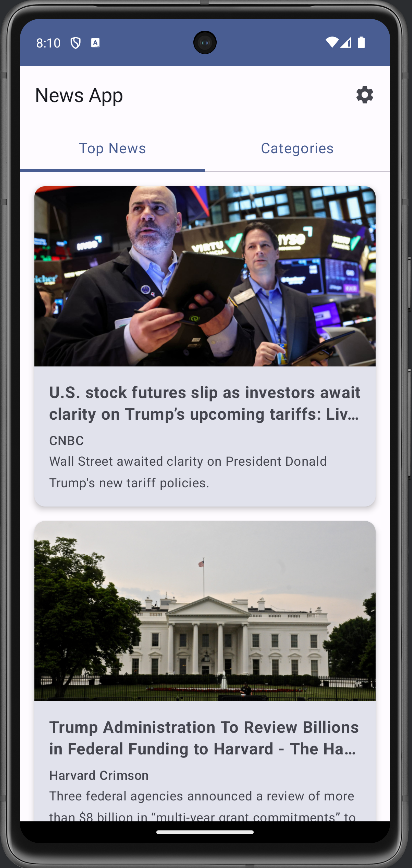 8:10
News App
Top News
Categories
VIRTU
NYSE
U.S. stock futures slip as investors await
clarity on Trump's upcoming tariffs: Liv...
CNBC
Wall Street awaited clarity on President Donald
Trump's new tariff policies.
Trump Administration To Review Billions
in Federal Funding to Harvard - The Ha...
Harvard Crimson
Three federal agencies announced a review of more
than $8 billion in "multi-year grant commitments" to